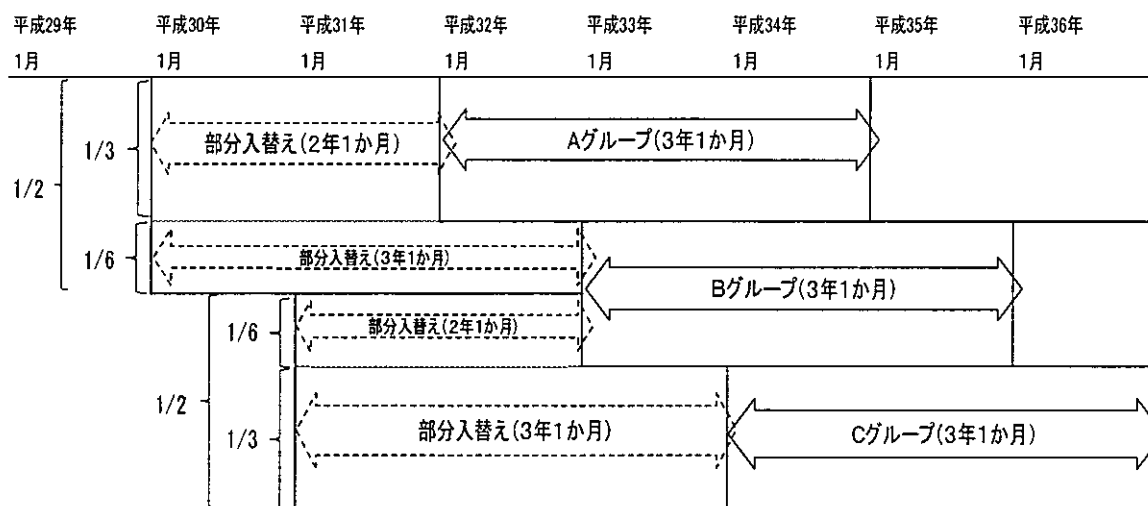 平成29年 平成30年 平成31年 平成32年 平成33年 平成34年 平成35年 平成36年
1月 1月 1月 1月 1月 1月 1月 1月
部分入替え(2年1か月) Aグループ(3年1か月)
1/3
1/2
部分入替え(3年1か月)
1/6
Bグループ(3年1か月)
1/6 部分入替え(2年1か月)
1/2
1/3 部分入替え(3年1か月) Cグループ(3年1か月)